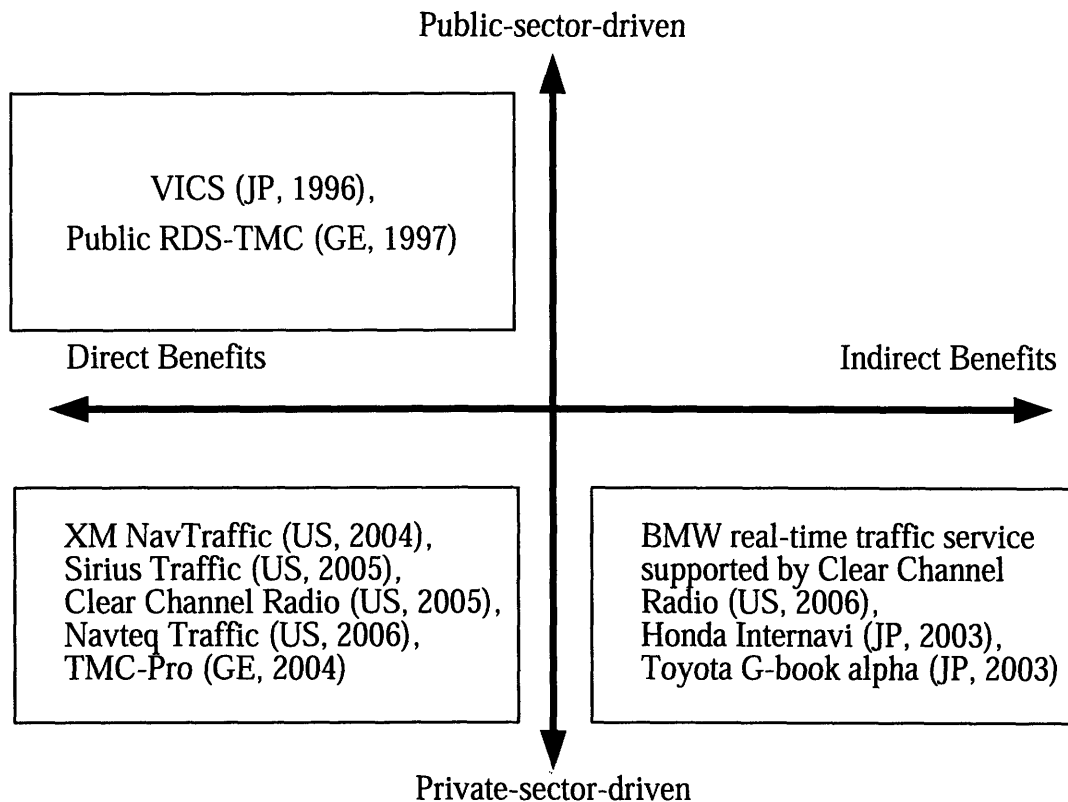 Public-sector-driven
VICS (JP, 1996),
Public RDS-TMC (GE, 1997)
Direct Benefits
Indirect Benefits
XM NavTraffic (US, 2004),
Sirius Traffic (US, 2005),
Clear Channel Radio (US, 2005),
Navteq Traffic (US, 2006),
TMC-Pro (GE, 2004)
BMW real-time traffic service
supported by Clear Channel
Radio (US, 2006),
Honda Internavi (JP, 2003),
Toyota G-book alpha (JP, 2003)
Private-sector-driven